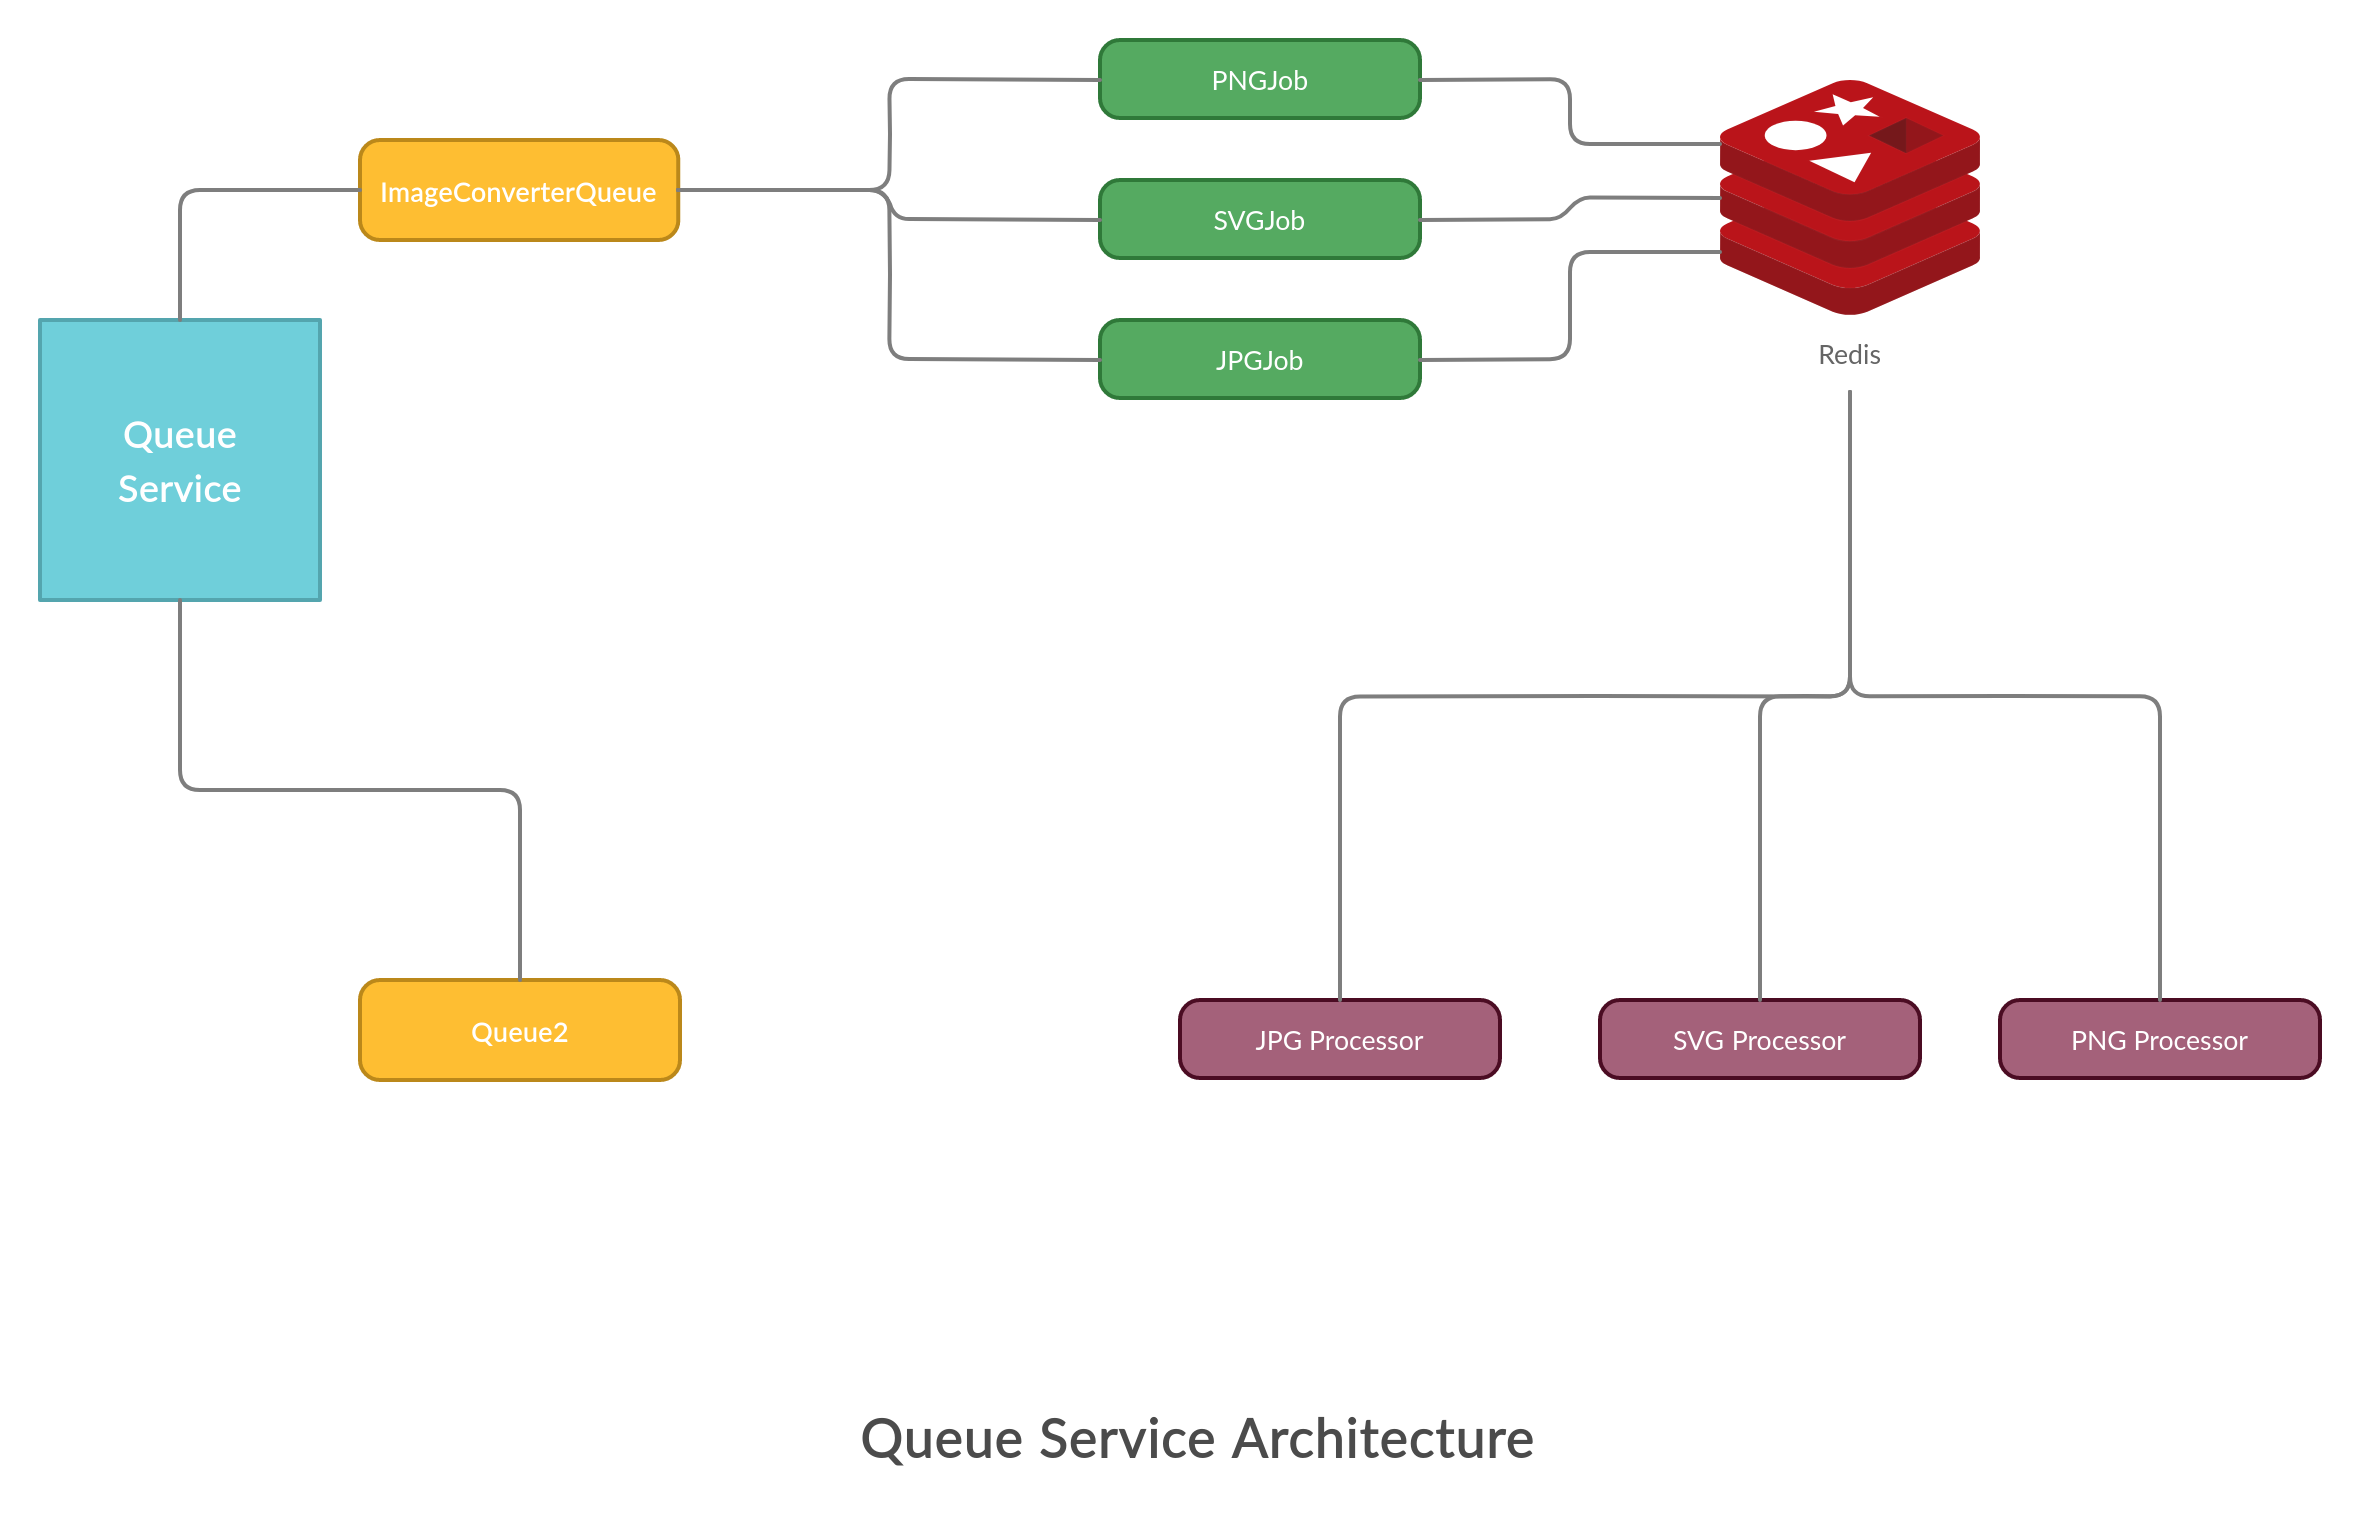 PNGJob
ImageConverterQueue
SVGJob
JPGJob
Redis
Queue
Service
Queue2
JPG Processor
SVG Processor
PNG Processor
Queue Service Architecture